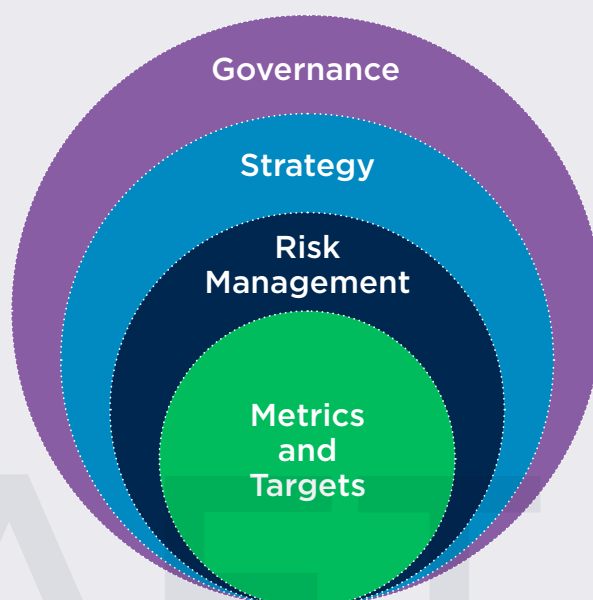 Governance
Strategy
Risk
Management
Metrics
and
Targets